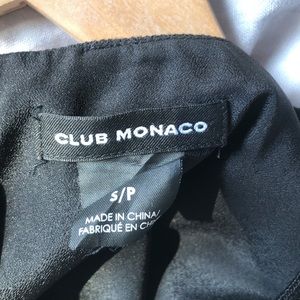 CLUB MONACO
S/P
MADE IN CHINA/
FABRIQUÉ EN